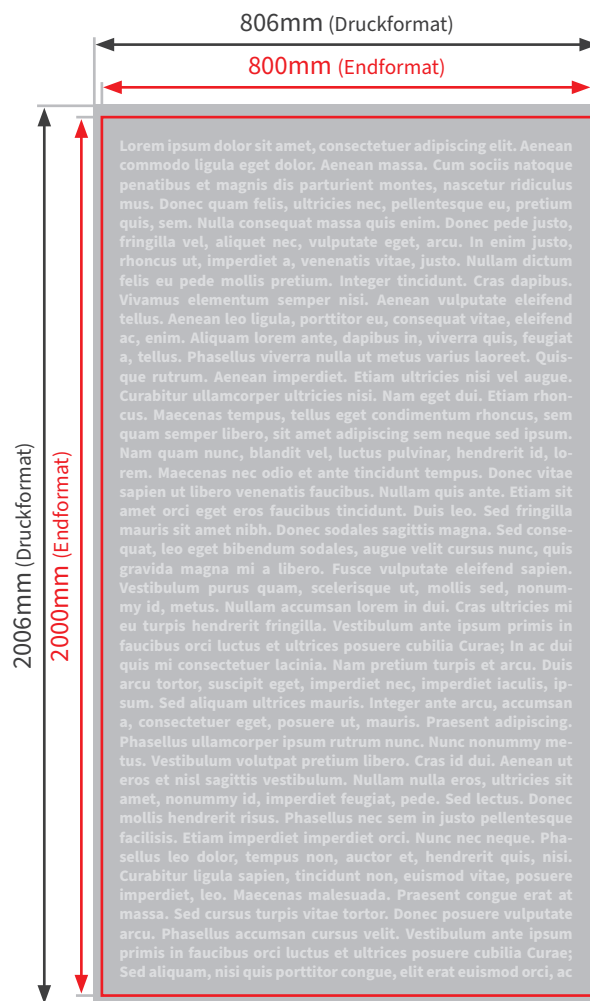 806mm (Druckformat)
800mm (Endformat)
2006mm (Druckformat)
2000mm (Endformat)
Lorem ipsum dolor sit amet, consectetuer adipiscing elit. Aenean
commodo ligula eget dolor. Aenean massa. Cum sociis natoque
penatibus et magnis dis parturient montes, nascetur ridiculus
mus. Donec quam felis, ultricies nec, pellentesque eu, pretium
quis, sem. Nulla consequat massa quis enim. Donec pede justo,
fringilla vel, aliquet nec, vulputate eget, arcu. In enim justo,
rhoncus ut, imperdiet a, venenatis vitae, justo. Nullam dictum
felis eu pede mollis pretium. Integer tincidunt. Cras dapibus.
Vivamus elementum semper nisi. Aenean vulputate eleifend
tellus. Aenean leo ligula, porttitor eu, consequat vitae, eleifend
ac, enim. Aliquam lorem ante, dapibus in, viverra quis, feugiat
a, tellus. Phasellus viverra nulla ut metus varius laoreet. Quis-
que rutrum. Aenean imperdiet. Etiam ultricies nisi vel augue.
Curabitur ullamcorper ultricies nisi. Nam eget dui. Etiam rhon-
cus. Maecenas tempus, tellus eget condimentum rhoncus, sem
quam semper libero, sit amet adipiscing sem neque sed ipsum.
Nam quam nunc, blandit vel, luctus pulvinar, hendrerit id, lo-
rem. Maecenas nec odio et ante tincidunt tempus. Donec vitae
sapien ut libero venenatis faucibus. Nullam quis ante. Etiam sit
amet orci eget eros faucibus tincidunt. Duis leo. Sed fringilla
mauris sit amet nibh. Donec sodales sagittis magna. Sed conse-
quat, leo eget bibendum sodales, augue velit cursus nunc, quis
gravida magna mi a libero. Fusce vulputate eleifend sapien.
Vestibulum purus quam, scelerisque ut, mollis sed, nonum-
my id, metus. Nullam accumsan lorem in dui. Cras ultricies mi
eu turpis hendrerit fringilla. Vestibulum ante ipsum primis in
faucibus orci luctus et ultrices posuere cubilia Curae; In ac dui
quis mi consectetuer lacinia. Nam pretium turpis et arcu. Duis
arcu tortor, suscipit eget, imperdiet nec, imperdiet iaculis, ip-
sum. Sed aliquam ultrices mauris. Integer ante arcu, accumsan
a, consectetuer eget, posuere ut, mauris. Praesent adipiscing.
Phasellus ullamcorper ipsum rutrum nunc. Nunc nonummy me-
tus. Vestibulum volutpat pretium libero. Cras id dui. Aenean ut
eros et nisl sagittis vestibulum. Nullam nulla eros, ultricies sit
amet, nonummy id, imperdiet feugiat, pede. Sed lectus. Donec
mollis hendrerit risus. Phasellus nec sem in justo pellentesque
facilisis. Etiam imperdiet imperdiet orci. Nunc nec neque. Pha-
sellus leo dolor, tempus non, auctor et, hendrerit quis, nisi.
Curabitur ligula sapien, tincidunt non, euismod vitae, posuere
imperdiet, leo. Maecenas malesuada. Praesent congue erat at
massa. Sed cursus turpis vitae tortor. Donec posuere vulputate
arcu. Phasellus accumsan cursus velit. Vestibulum ante ipsum
primis in faucibus orci luctus et ultrices posuere cubilia Curae;
Sed aliquam, nisi quis porttitor congue, elit erat euismod orci, ac